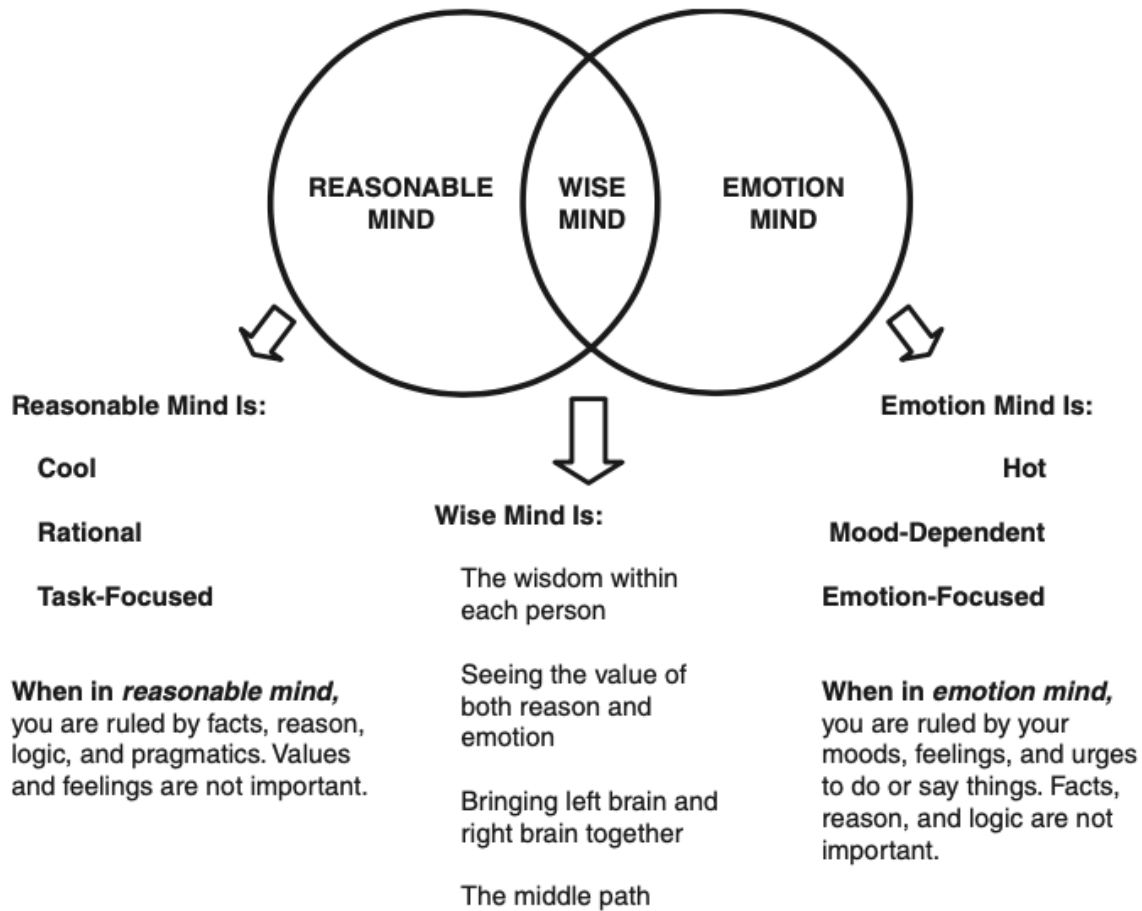 REASONABLE
MIND
WISE
MIND
EMOTION
MIND
Reasonable Mind Is:
Cool
Rational
Task-Focused
When in reasonable mind,
you are ruled by facts, reason,
logic, and pragmatics. Values
and feelings are not important.
Wise Mind Is:
The wisdom within
each person
Seeing the value of
both reason and
emotion
Bringing left brain and
right brain together
The middle path
Emotion Mind Is:
Hot
Mood-Dependent
Emotion-Focused
When in emotion mind,
you are ruled by your
moods, feelings, and urges
to do or say things. Facts,
reason, and logic are not
important.